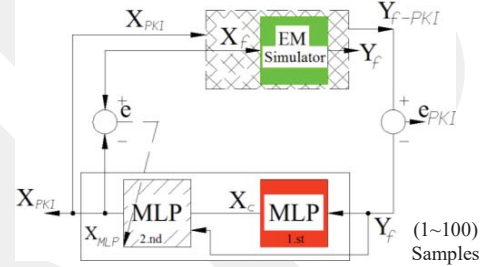 X_PKI
Y_f-PKI
X_f
EM
Simulator
Y_f
+
e
−
+
e_PKI
−
X_PKI
X_MLP
MLP
2.nd
X_c
MLP
1.st
Y_f
(1~100)
Samples